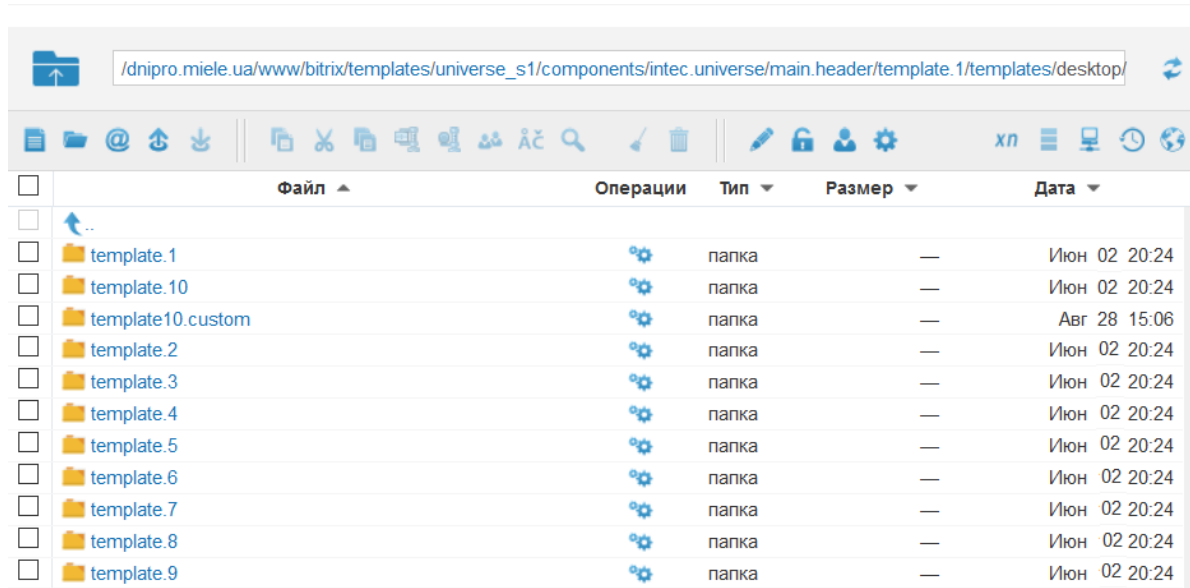 /dnipro.miele.ua/www/bitrix/templates/universe_s1/components/intec.universe/main.header/template.1/templates/desktop/
@ Åč хп
Файл Операции Тип Размер Дата
..
template.1 папка — Июн 02 20:24
template.10 папка — Июн 02 20:24
template10.custom папка — Авг 28 15:06
template.2 папка — Июн 02 20:24
template.3 папка — Июн 02 20:24
template.4 папка — Июн 02 20:24
template.5 папка — Июн 02 20:24
template.6 папка — Июн 02 20:24
template.7 папка — Июн 02 20:24
template.8 папка — Июн 02 20:24
template.9 папка — Июн 02 20:24